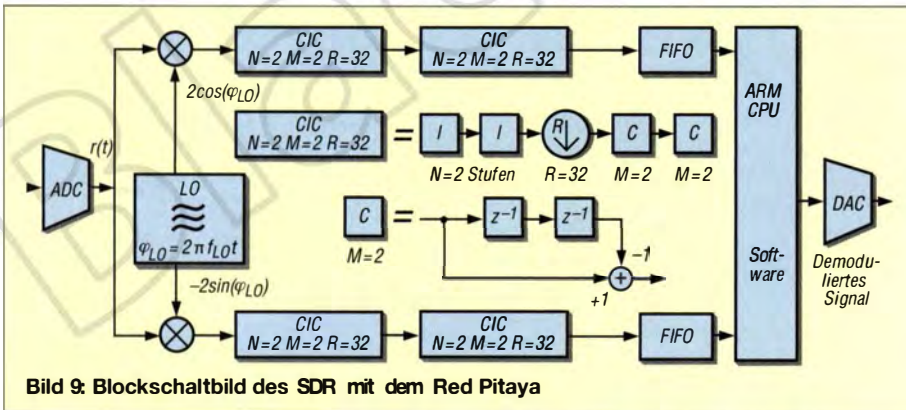 CIC
N=2 M=2 R=32
CIC
N=2 M=2 R=32
FIFO
2cos(φLO)
r(t)
ADC
LO
φLO=2πfLOt
–2sin(φLO)
CIC
N=2 M=2 R=32
=
I
I
R↓
C
C
N=2 Stufen
R=32
M=2
M=2
C
=
z⁻¹
z⁻¹
M=2
–1
+
+1
ARM
CPU
Soft-
ware
DAC
Demodu-
liertes
Signal
CIC
N=2 M=2 R=32
CIC
N=2 M=2 R=32
FIFO
Bild 9: Blockschaltbild des SDR mit dem Red Pitaya